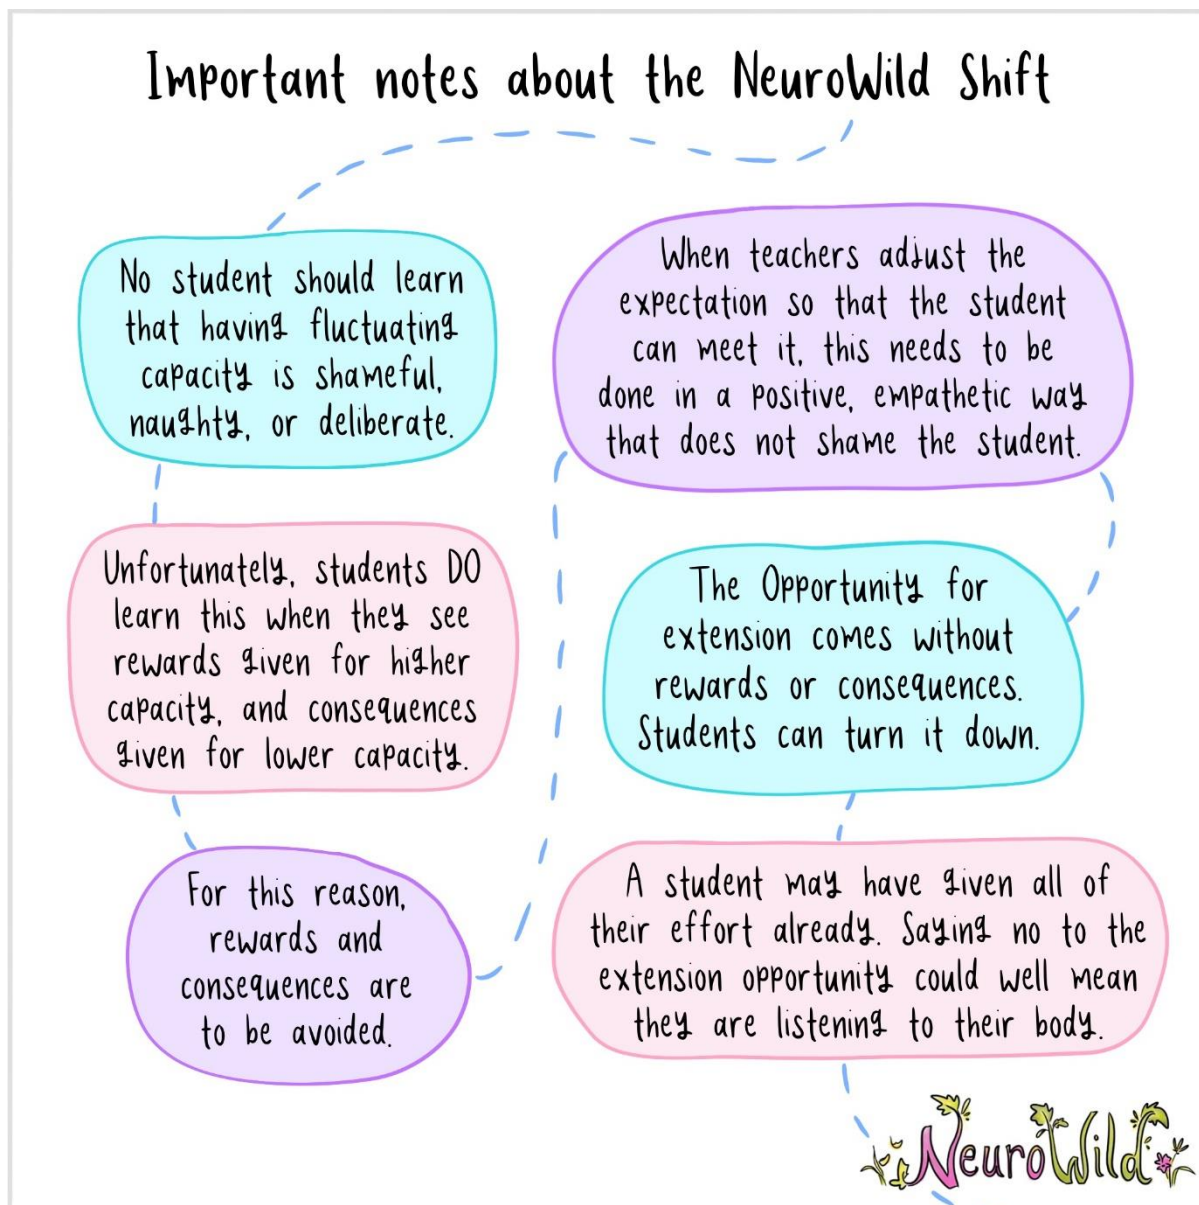 Important notes about the NeuroWild Shift
No student should learn
that having fluctuating
capacity is shameful,
naughty, or deliberate.
Unfortunately, students DO
learn this when they see
rewards given for higher
capacity, and consequences
given for lower capacity.
For this reason,
rewards and
consequences are
to be avoided.
When teachers adjust the
expectation so that the student
can meet it, this needs to be
done in a positive, empathetic way
that does not shame the student.
The Opportunity for
extension comes without
rewards or consequences.
Students can turn it down.
A student may have given all of
their effort already. Saying no to the
extension opportunity could well mean
they are listening to their body.
NeuroWild